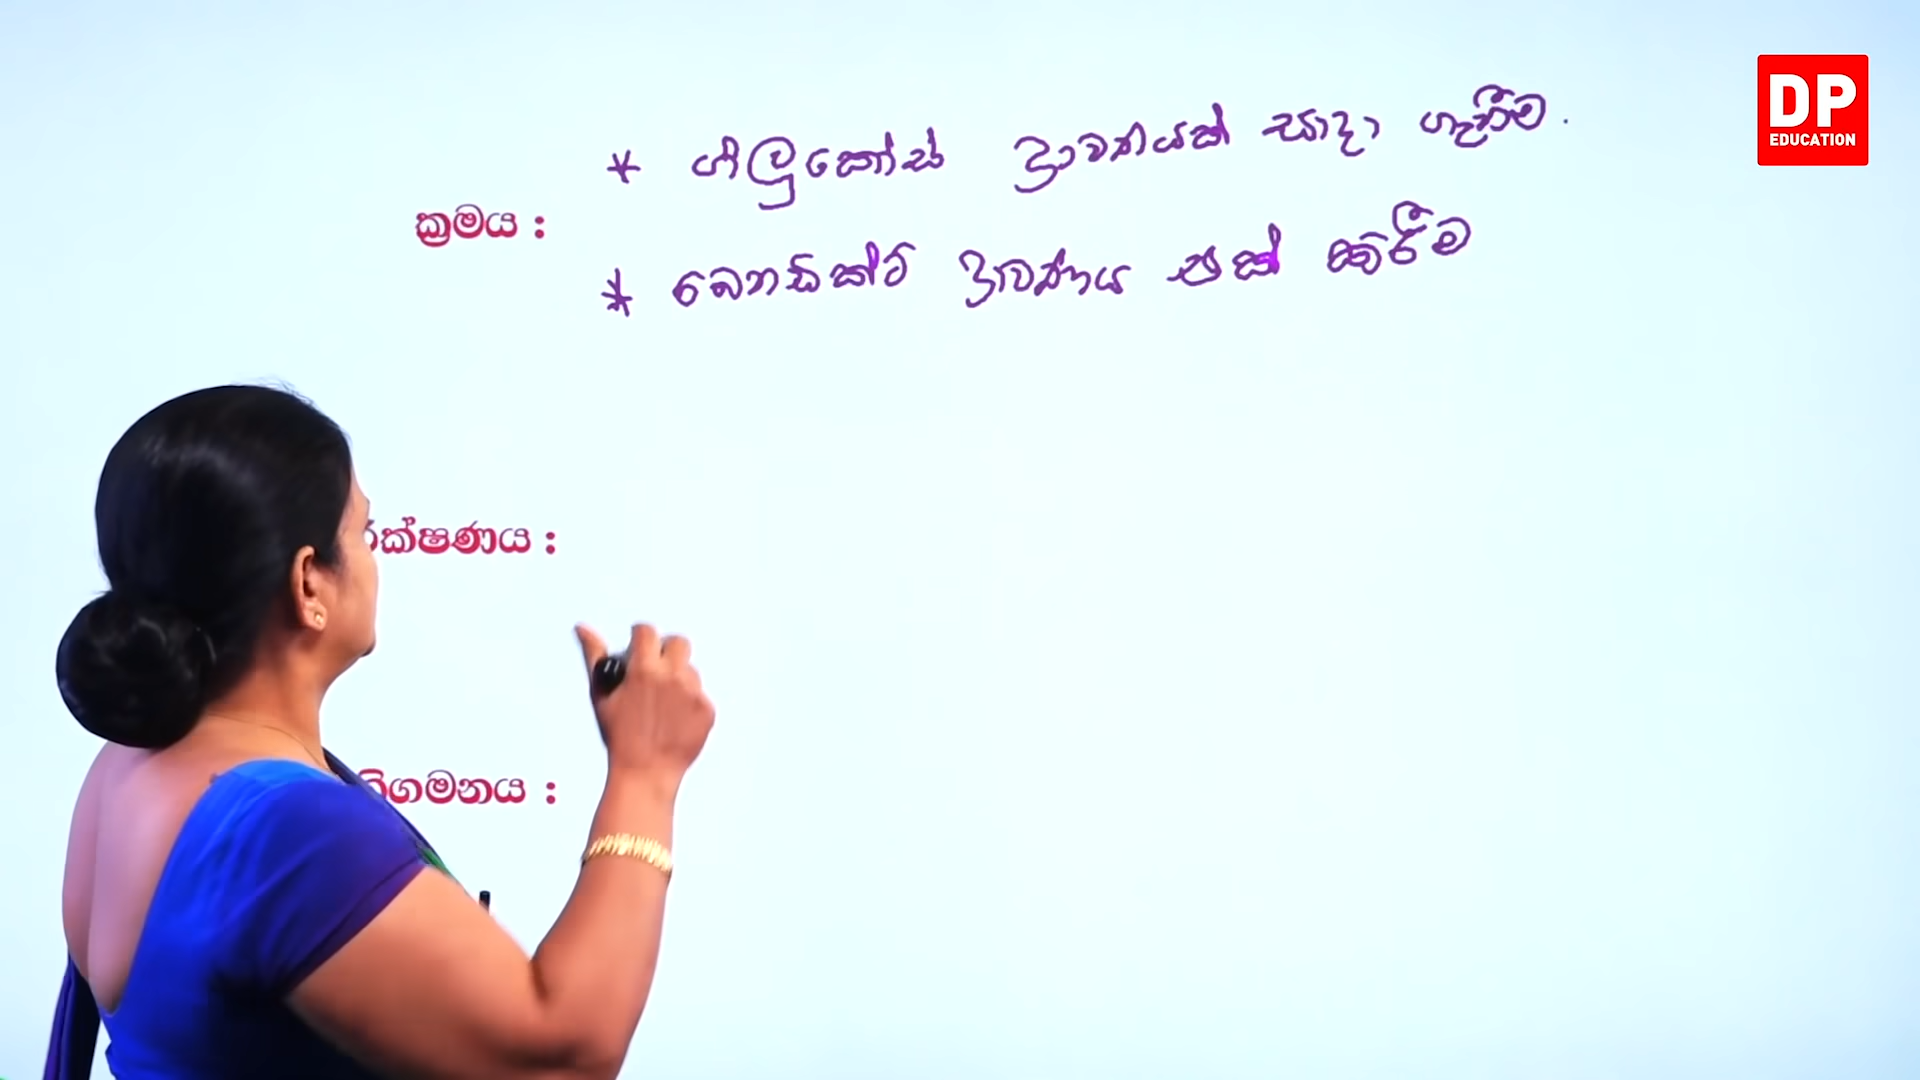 DP
EDUCATION
* ග්ලුකෝස් ද්‍රාවණයක් සාදා ගැනීම.
ක්‍රමය :
* බෙනඩික්ට් ද්‍රාවණය එක් කිරීම
ක්ෂණය :
ගමනය :